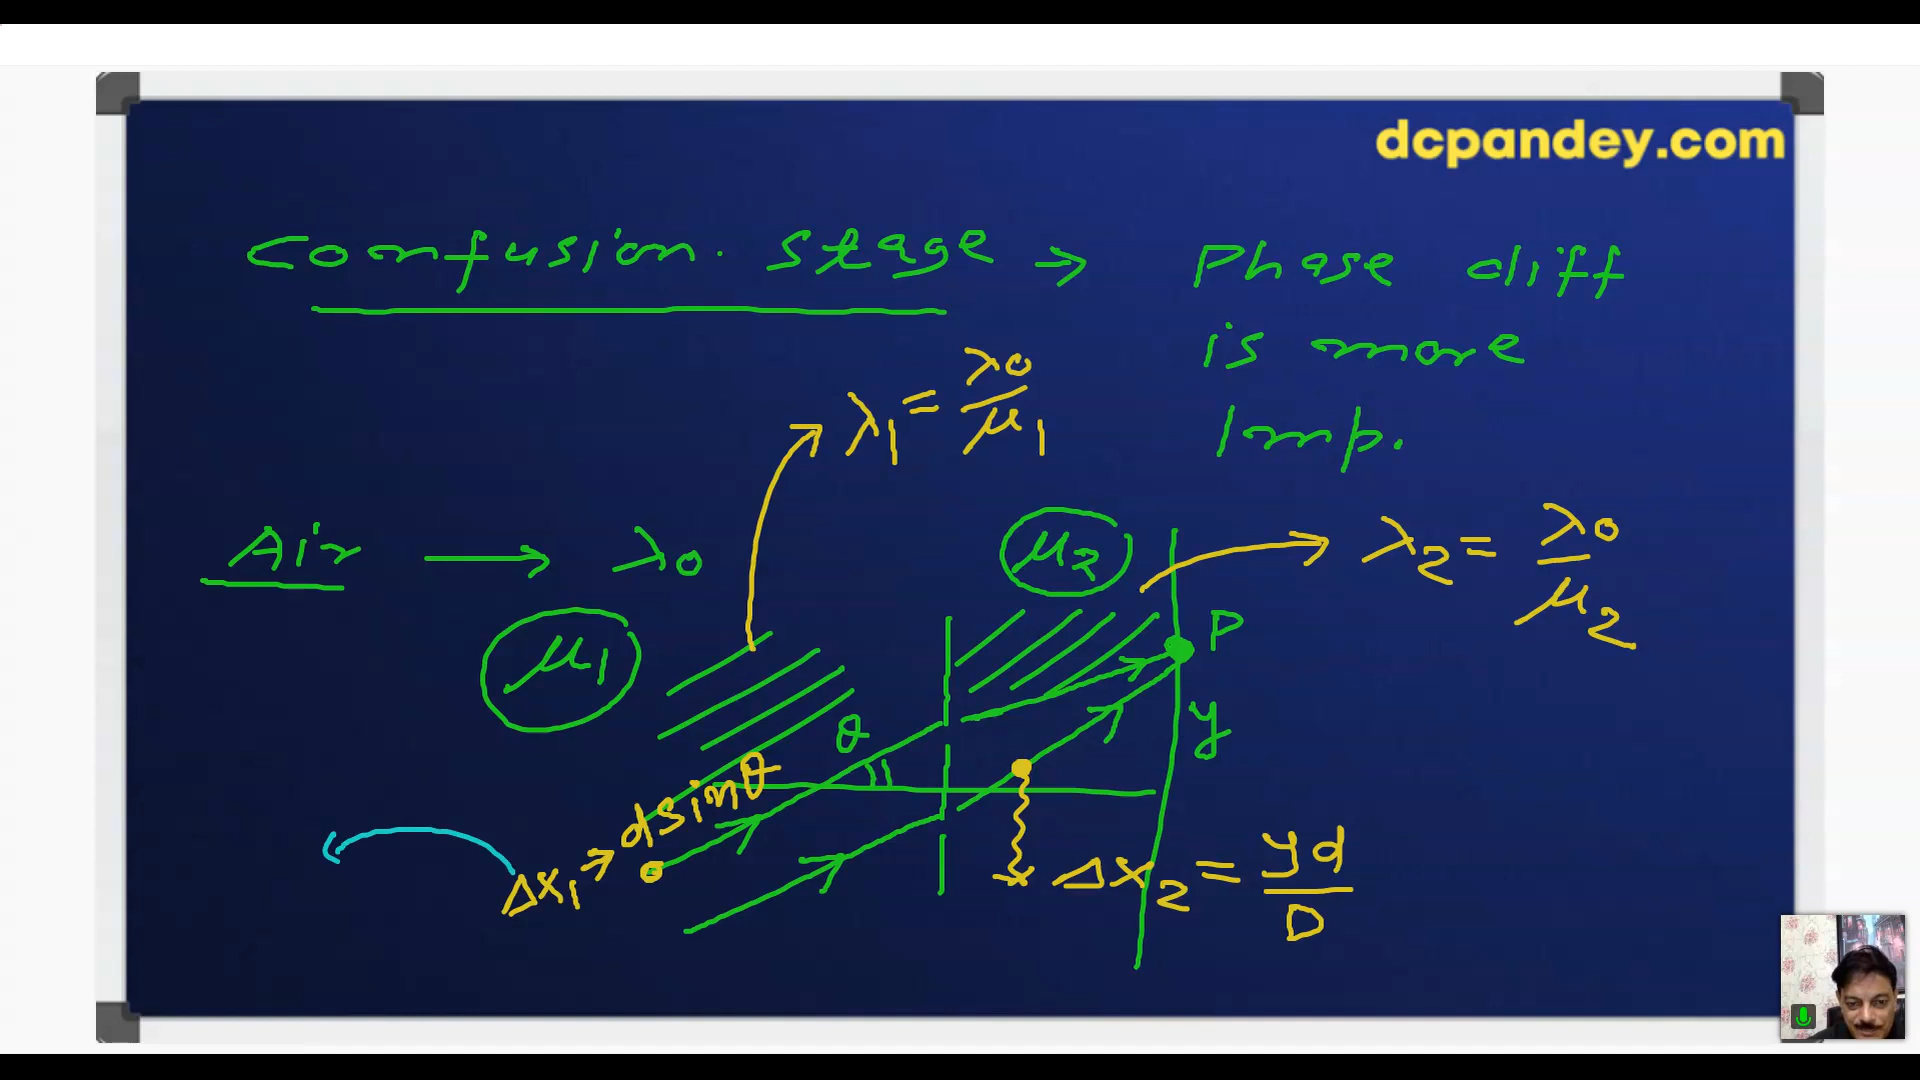 dcpandey.com
Confusion. stage → Phase diff
is more
Imp.
λ1 = λ0/μ1
Air → λ0
μ2
λ2 = λ0/μ2
μ1
P
θ
y
Δx1 → dsinθ
Δx2 = yd/D